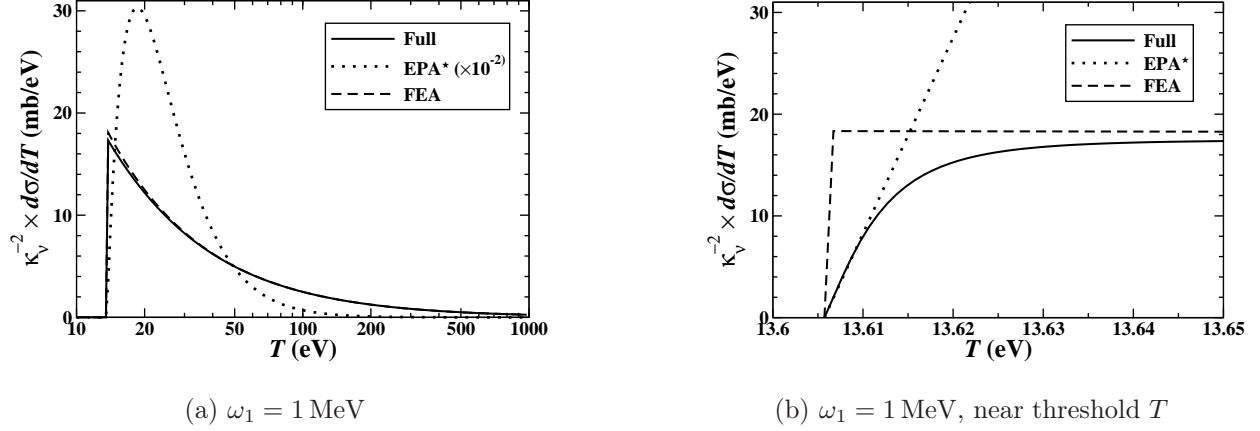 κν⁻² × dσ/dT (mb/eV)
30
20
10
0
10 20 50 100 200 500 1000
T (eV)
Full
EPA⋆ (×10⁻²)
FEA
(a) ω₁ = 1 MeV
κν⁻² × dσ/dT (mb/eV)
30
20
10
0
13.6 13.61 13.62 13.63 13.64 13.65
T (eV)
Full
EPA⋆
FEA
(b) ω₁ = 1 MeV, near threshold T